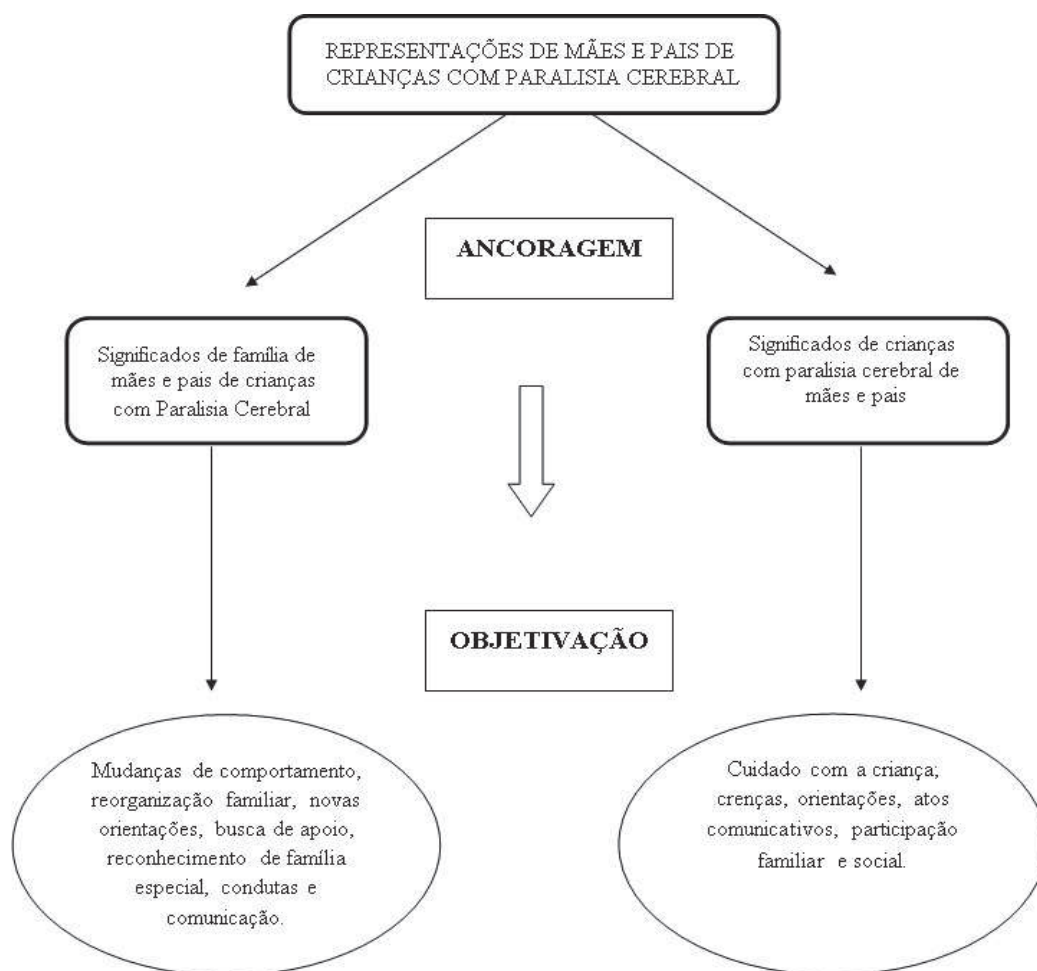 REPRESENTAÇÕES DE MÃES E PAIS DE
CRIANÇAS COM PARALISIA CEREBRAL
ANCORAGEM
Significados de família de
mães e pais de crianças
com Paralisia Cerebral
Significados de crianças
com paralisia cerebral de
mães e pais
OBJETIVAÇÃO
Mudanças de comportamento,
reorganização familiar, novas
orientações, busca de apoio,
reconhecimento de família
especial, condutas e
comunicação.
Cuidado com a criança;
crenças, orientações, atos
comunicativos, participação
familiar e social.